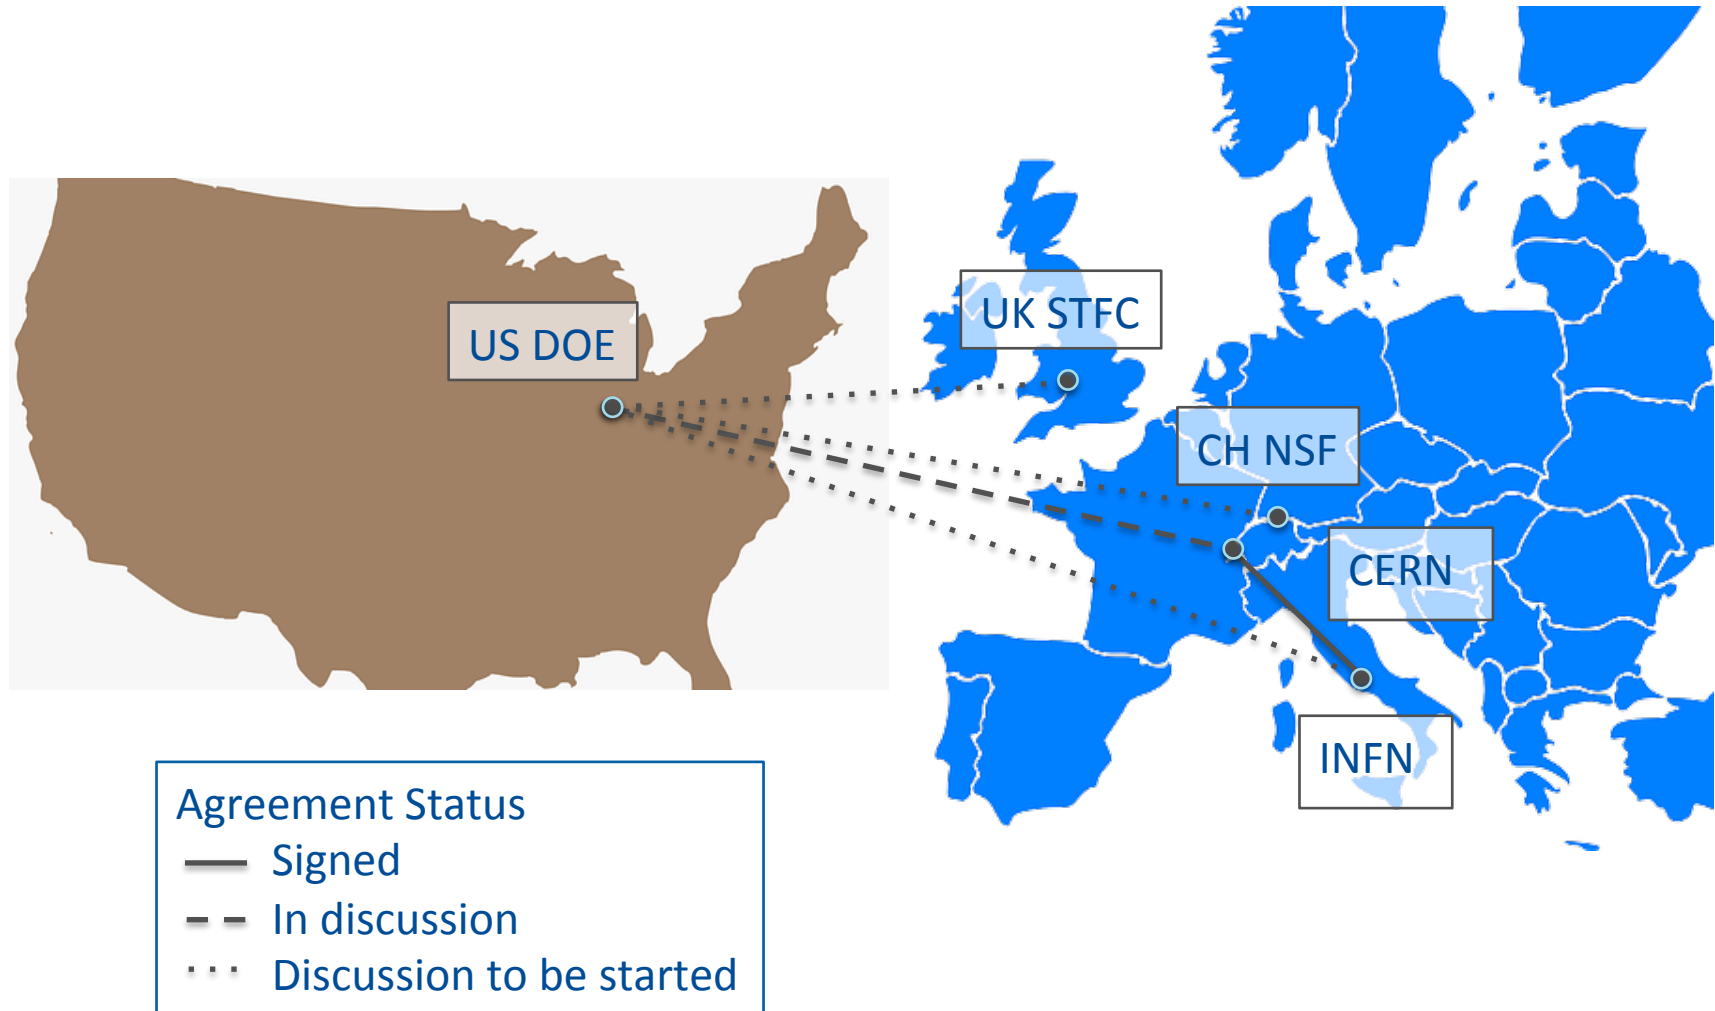 US DOE
UK STFC
CH NSF
CERN
INFN
Agreement Status
Signed
In discussion
Discussion to be started